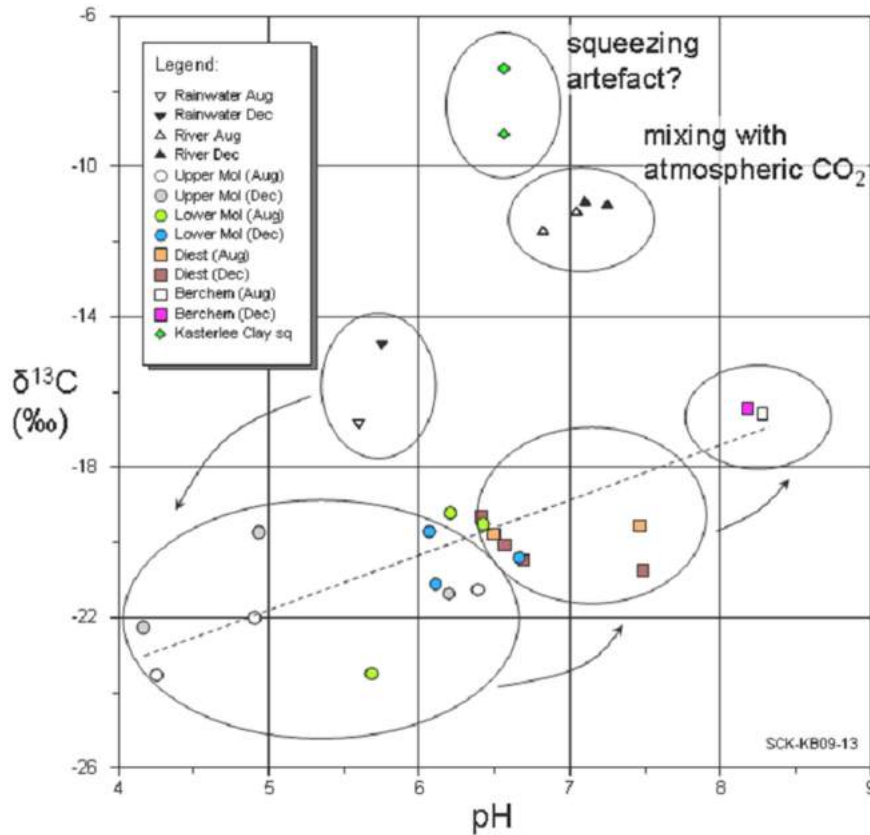 -6
-10
-14
-18
-22
-26
δ¹³C
(‰)
Legend:
Rainwater Aug
Rainwater Dec
River Aug
River Dec
Upper Mol (Aug)
Upper Mol (Dec)
Lower Mol (Aug)
Lower Mol (Dec)
Diest (Aug)
Diest (Dec)
Berchem (Aug)
Berchem (Dec)
Kasterlee Clay sq
squeezing
artefact?
mixing with
atmospheric CO₂
SCK-KB09-13
4 5 6 7 8 9
pH